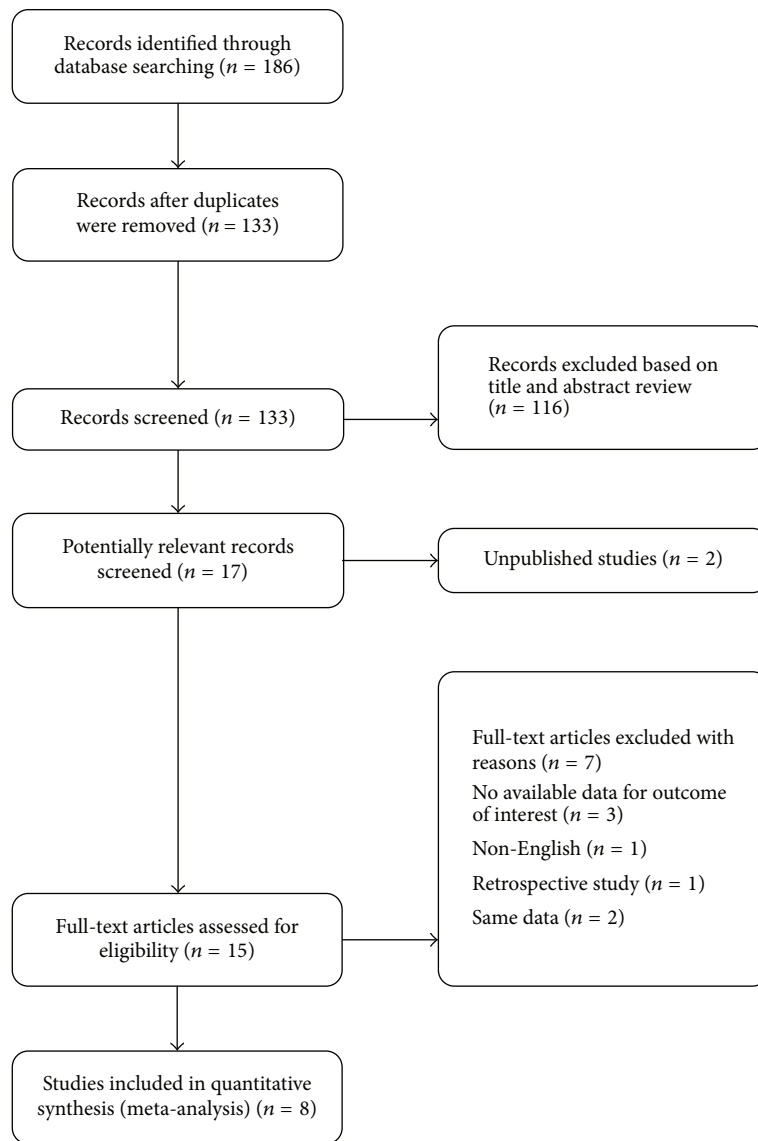 Records identified through
database searching (n = 186)
Records after duplicates
were removed (n = 133)
Records excluded based on
title and abstract review
(n = 116)
Records screened (n = 133)
Potentially relevant records
screened (n = 17)
Unpublished studies (n = 2)
Full-text articles excluded with
reasons (n = 7)
No available data for outcome
of interest (n = 3)
Non-English (n = 1)
Retrospective study (n = 1)
Same data (n = 2)
Full-text articles assessed for
eligibility (n = 15)
Studies included in quantitative
synthesis (meta-analysis) (n = 8)